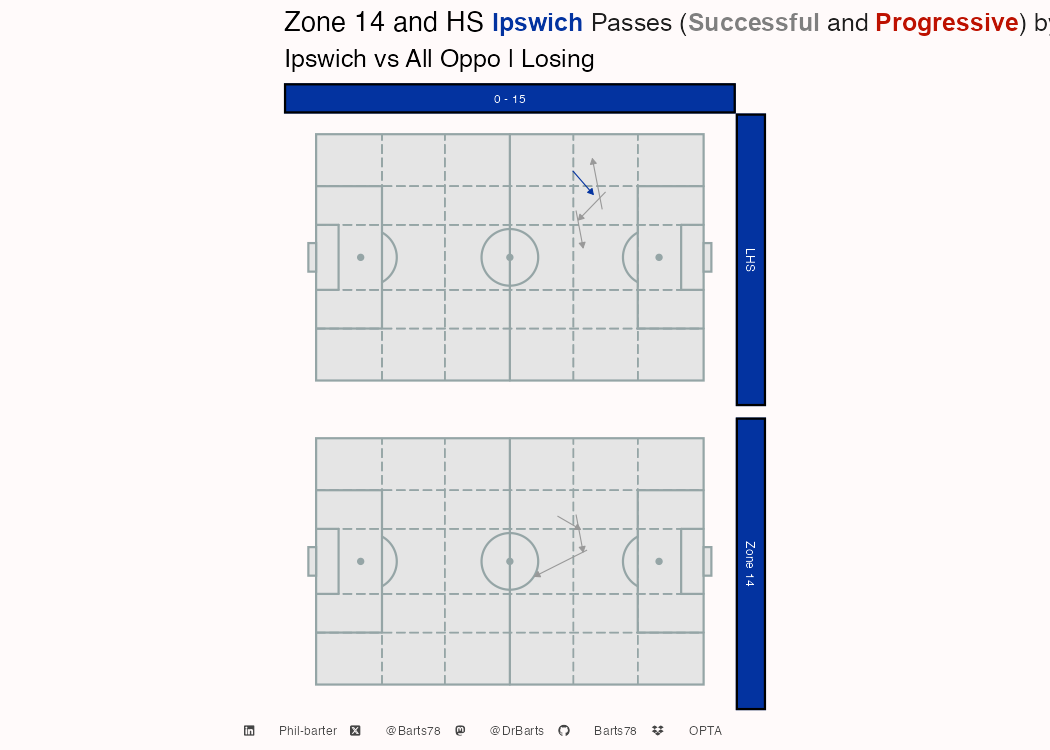 Zone 14 and HS Ipswich Passes (Successful and Progressive) by
Ipswich vs All Oppo | Losing
0 - 15
LHS
Zone 14
Phil-barter @Barts78 @DrBarts Barts78 OPTA